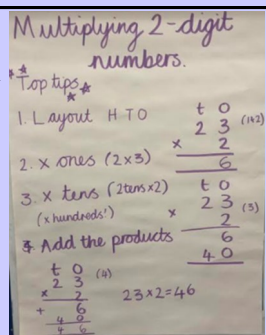 Multiplying 2-digit
numbers.
Top tips
1. Layout H T O
t o
2 3 (1+2)
x 2
6
2. x ones (2x3)
3. x tens (2tens x2)
(x hundreds!)
t o
2 3 (3)
x 2
6
4 0
4 Add the products
t o (4)
2 3
x 2
+ 6
4 0
4 6
23x2=46